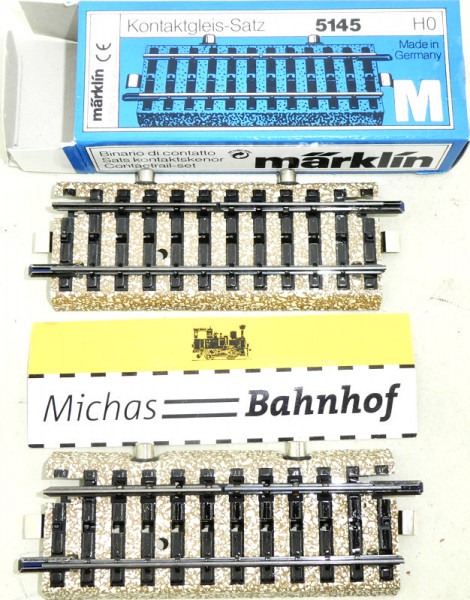 Kontaktgleis-Satz 5145 H0
Made in
Germany
märklin CE
M
Binario di contatto
Sats kontaktskenor
Contactrail-set
märklin
Michas Bahnhof